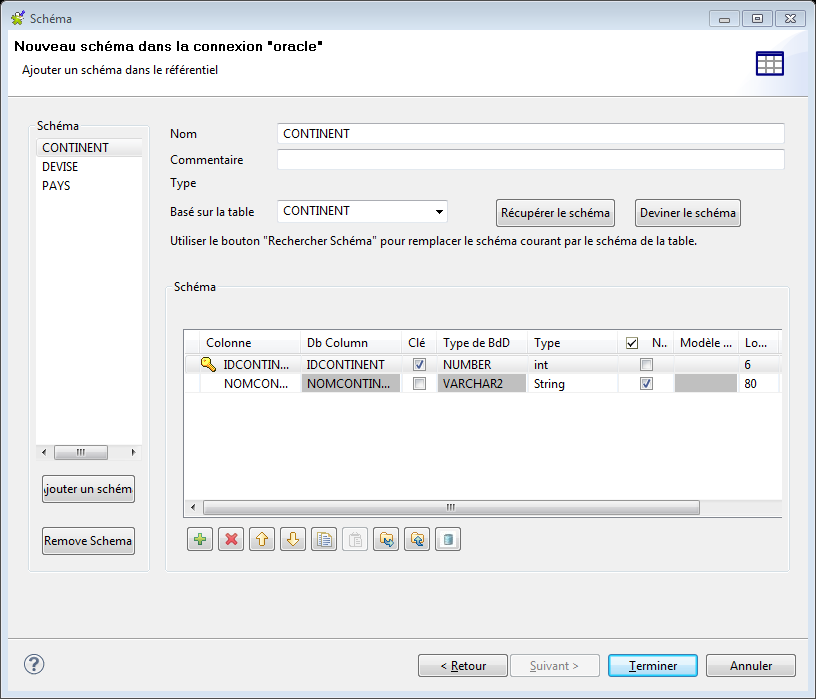 Schéma
Nouveau schéma dans la connexion "oracle"
Ajouter un schéma dans le référentiel
Schéma
CONTINENT
DEVISE
PAYS
jouter un schém
Remove Schema
Nom CONTINENT
Commentaire
Type
Basé sur la table CONTINENT Récupérer le schéma Deviner le schéma
Utiliser le bouton "Rechercher Schéma" pour remplacer le schéma courant par le schéma de la table.
Schéma
Colonne Db Column Clé Type de BdD Type N.. Modèle ... Lo...
IDCONTIN... IDCONTINENT NUMBER int 6
NOMCON... NOMCONTIN... VARCHAR2 String 80
< Retour Suivant > Terminer Annuler